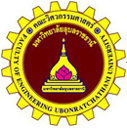 คณะวิศวกรรมศาสตร์
มหาวิทยาลัยอุบลราชธานี
FACULTY OF ENGINEERING UBONRATCHATHANI UNIVERSITY